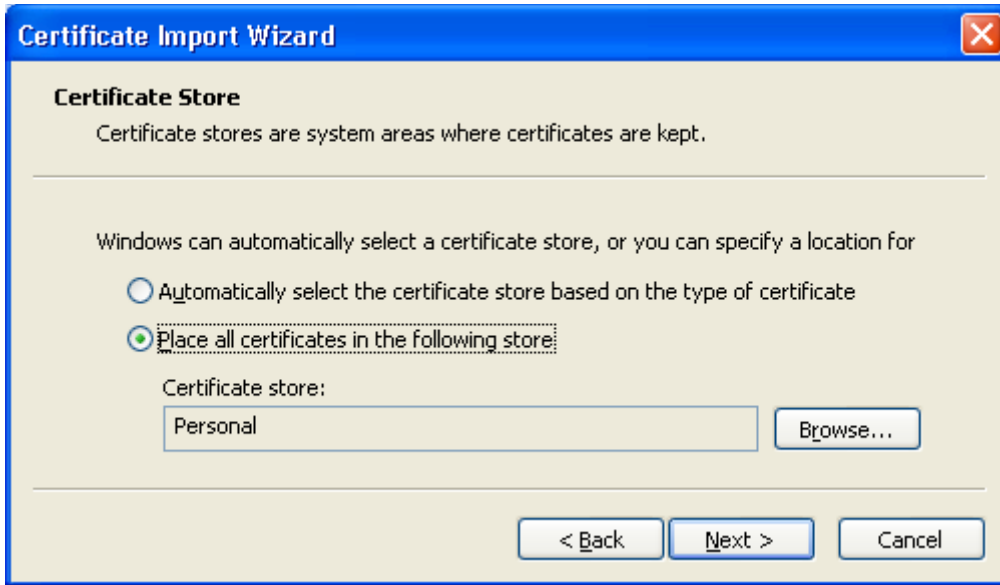 Certificate Import Wizard
Certificate Store
Certificate stores are system areas where certificates are kept.
Windows can automatically select a certificate store, or you can specify a location for
Automatically select the certificate store based on the type of certificate
Place all certificates in the following store
Certificate store:
Personal
Browse...
< Back
Next >
Cancel